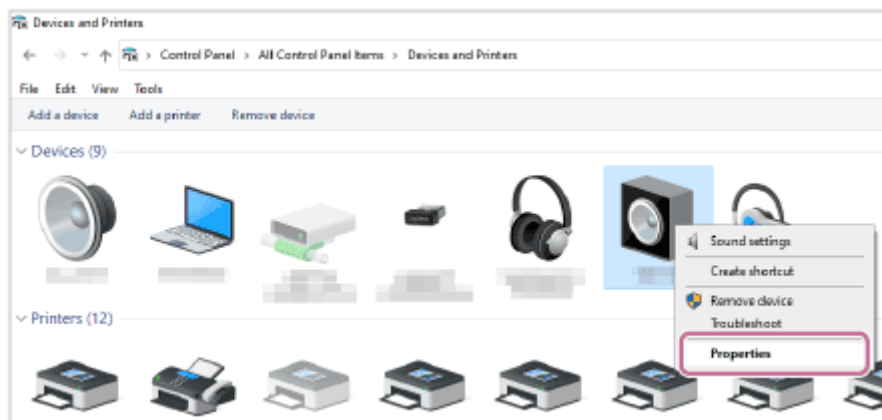 Devices and Printers
Control Panel > All Control Panel Items > Devices and Printers
File Edit View Tools
Add a device Add a printer Remove device
Devices (9)
Sound settings
Create shortcut
Remove device
Troubleshoot
Printers (12)
Properties